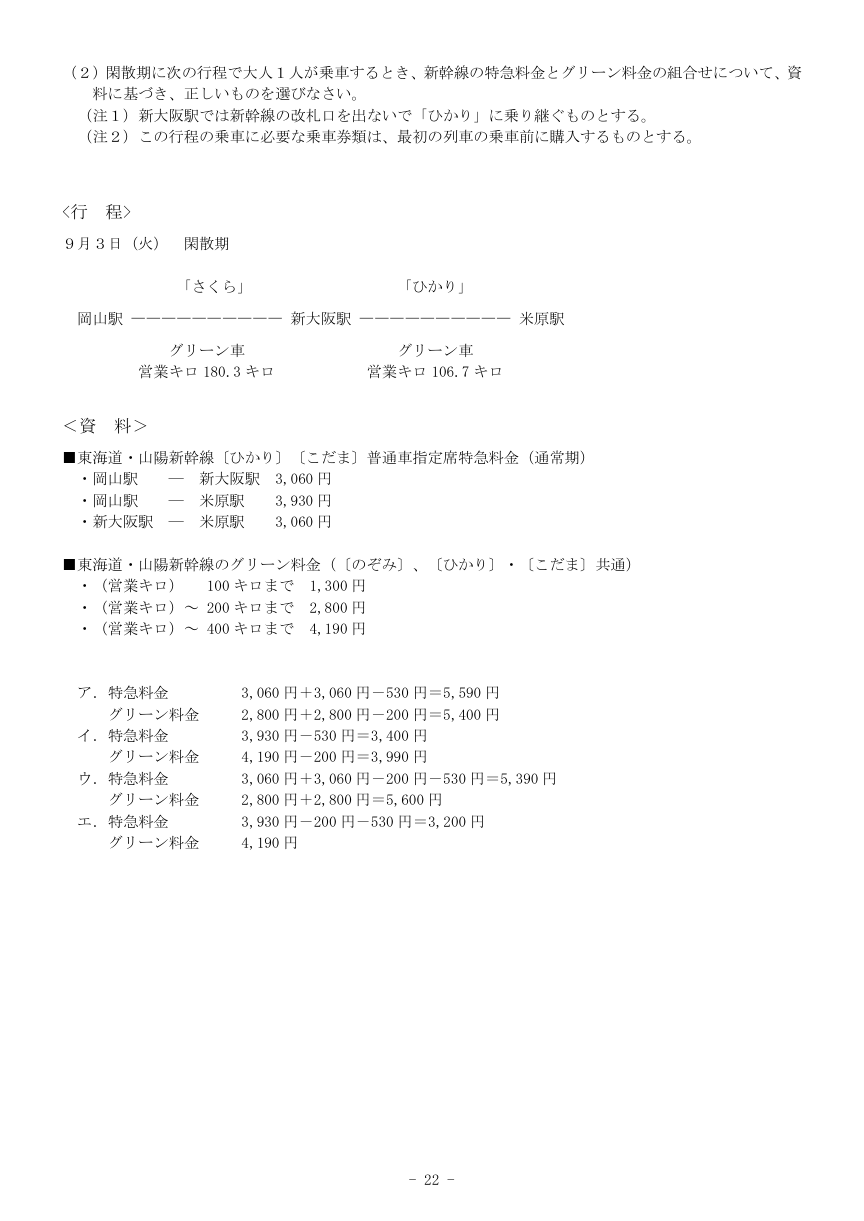 （２）閑散期に次の行程で大人１人が乗車するとき、新幹線の特急料金とグリーン料金の組合せについて、資
料に基づき、正しいものを選びなさい。
（注１）新大阪駅では新幹線の改札口を出ないで「ひかり」に乗り継ぐものとする。
（注２）この行程の乗車に必要な乗車券類は、最初の列車の乗車前に購入するものとする。
<行　程>
９月３日（火）　閑散期
「さくら」　　　　　　　　　「ひかり」
岡山駅 ―――――――――― 新大阪駅 ―――――――――― 米原駅
グリーン車　　　　　　　　　グリーン車
営業キロ 180.3 キロ　　　　　　営業キロ 106.7 キロ
＜資　料＞
■東海道・山陽新幹線〔ひかり〕〔こだま〕普通車指定席特急料金（通常期）
・岡山駅　　―　新大阪駅　3,060 円
・岡山駅　　―　米原駅　　3,930 円
・新大阪駅　―　米原駅　　3,060 円
■東海道・山陽新幹線のグリーン料金（〔のぞみ〕、〔ひかり〕・〔こだま〕共通）
・（営業キロ）　　100 キロまで　1,300 円
・（営業キロ）～ 200 キロまで　2,800 円
・（営業キロ）～ 400 キロまで　4,190 円
ア．特急料金　　　　　3,060 円＋3,060 円－530 円＝5,590 円
グリーン料金　　　2,800 円＋2,800 円－200 円＝5,400 円
イ．特急料金　　　　　3,930 円－530 円＝3,400 円
グリーン料金　　　4,190 円－200 円＝3,990 円
ウ．特急料金　　　　　3,060 円＋3,060 円－200 円－530 円＝5,390 円
グリーン料金　　　2,800 円＋2,800 円＝5,600 円
エ．特急料金　　　　　3,930 円－200 円－530 円＝3,200 円
グリーン料金　　　4,190 円
- 22 -